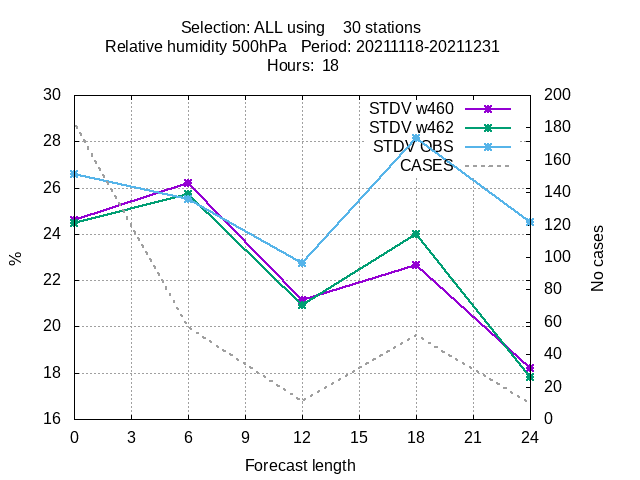 Selection: ALL using    30 stations
Relative humidity 500hPa   Period: 20211118-20211231
Hours:  18
30
28
26
24
22
20
18
16
%
200
180
160
140
120
100
80
60
40
20
0
No cases
STDV w460
STDV w462
STDV OBS
CASES
0 3 6 9 12 15 18 21 24
Forecast length